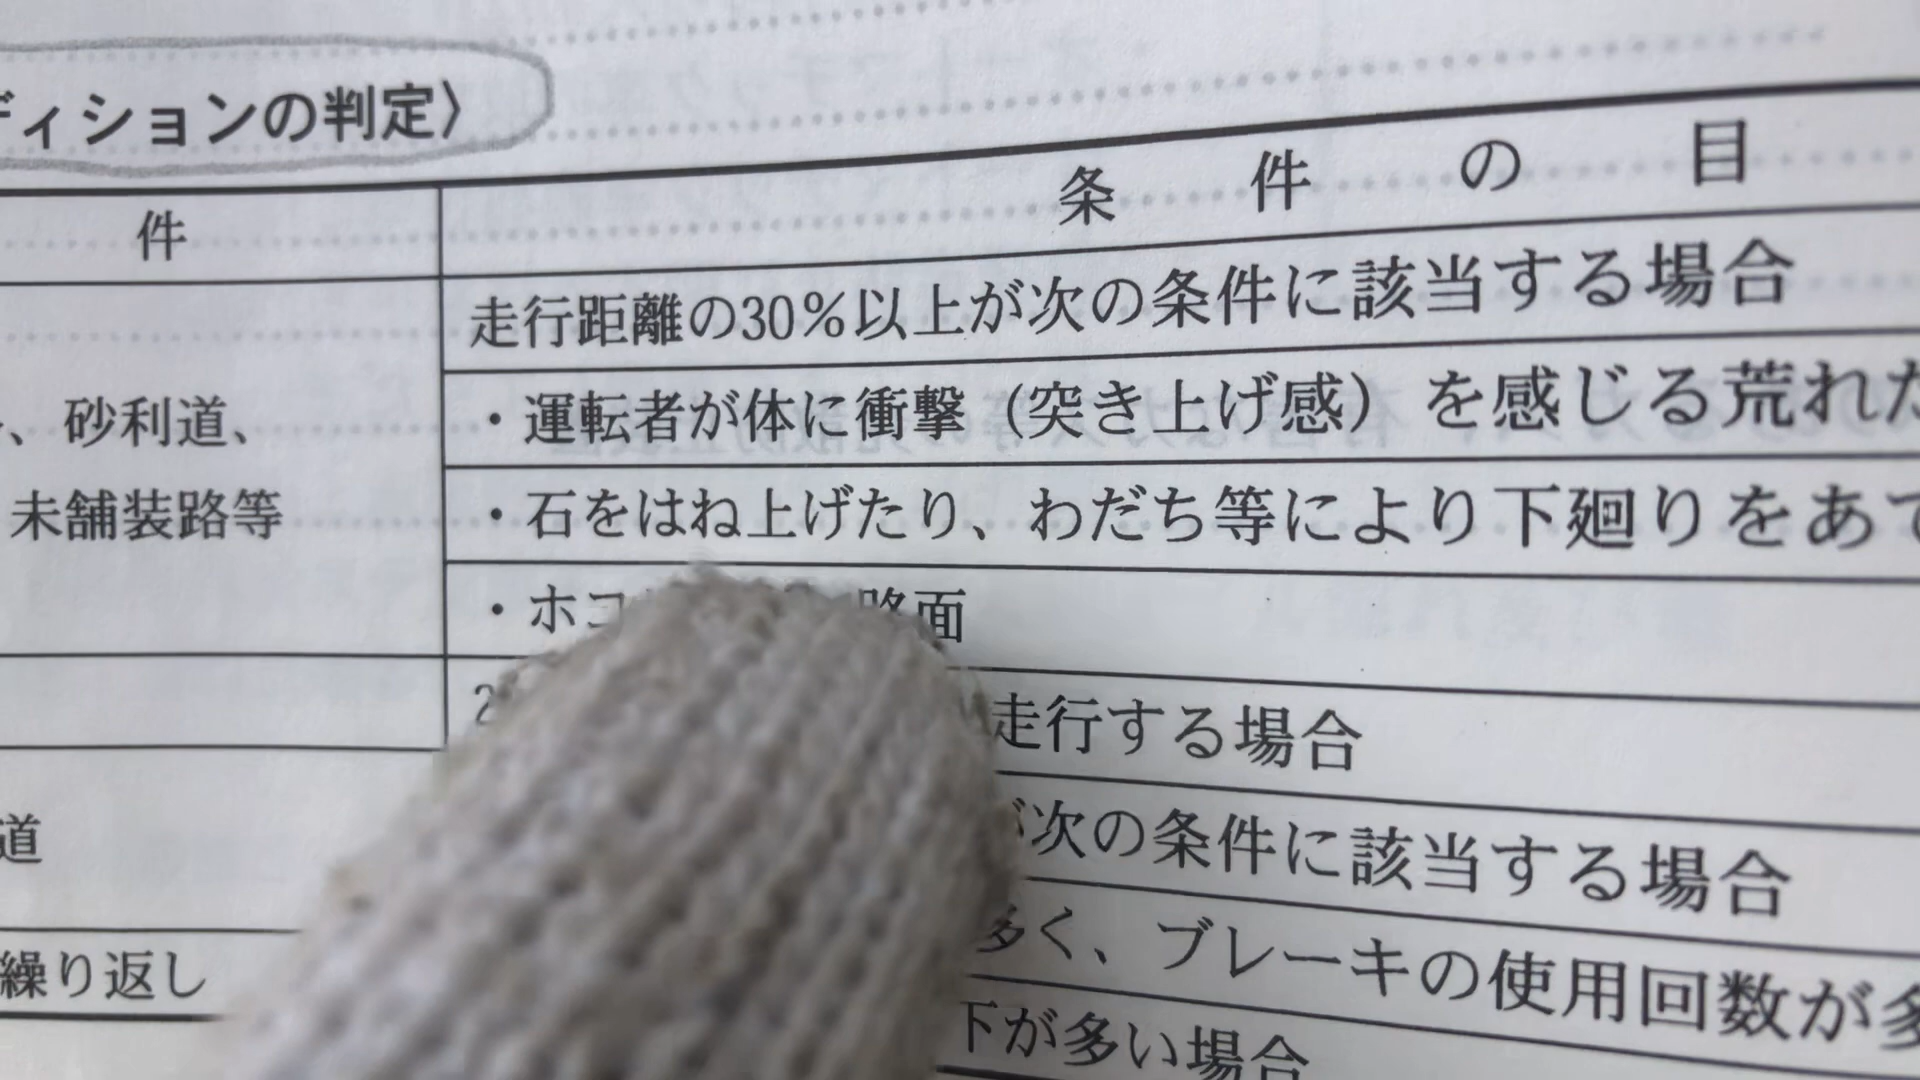 ディションの判定〉
件
条件の目
走行距離の30％以上が次の条件に該当する場合
、砂利道、
・運転者が体に衝撃（突き上げ感）を感じる荒れた
未舗装路等
・石をはね上げたり、わだち等により下廻りをあて
・ホコ 路面
2 走行する場合
道
が次の条件に該当する場合
多く、ブレーキの使用回数が多
繰り返し
下が多い場合